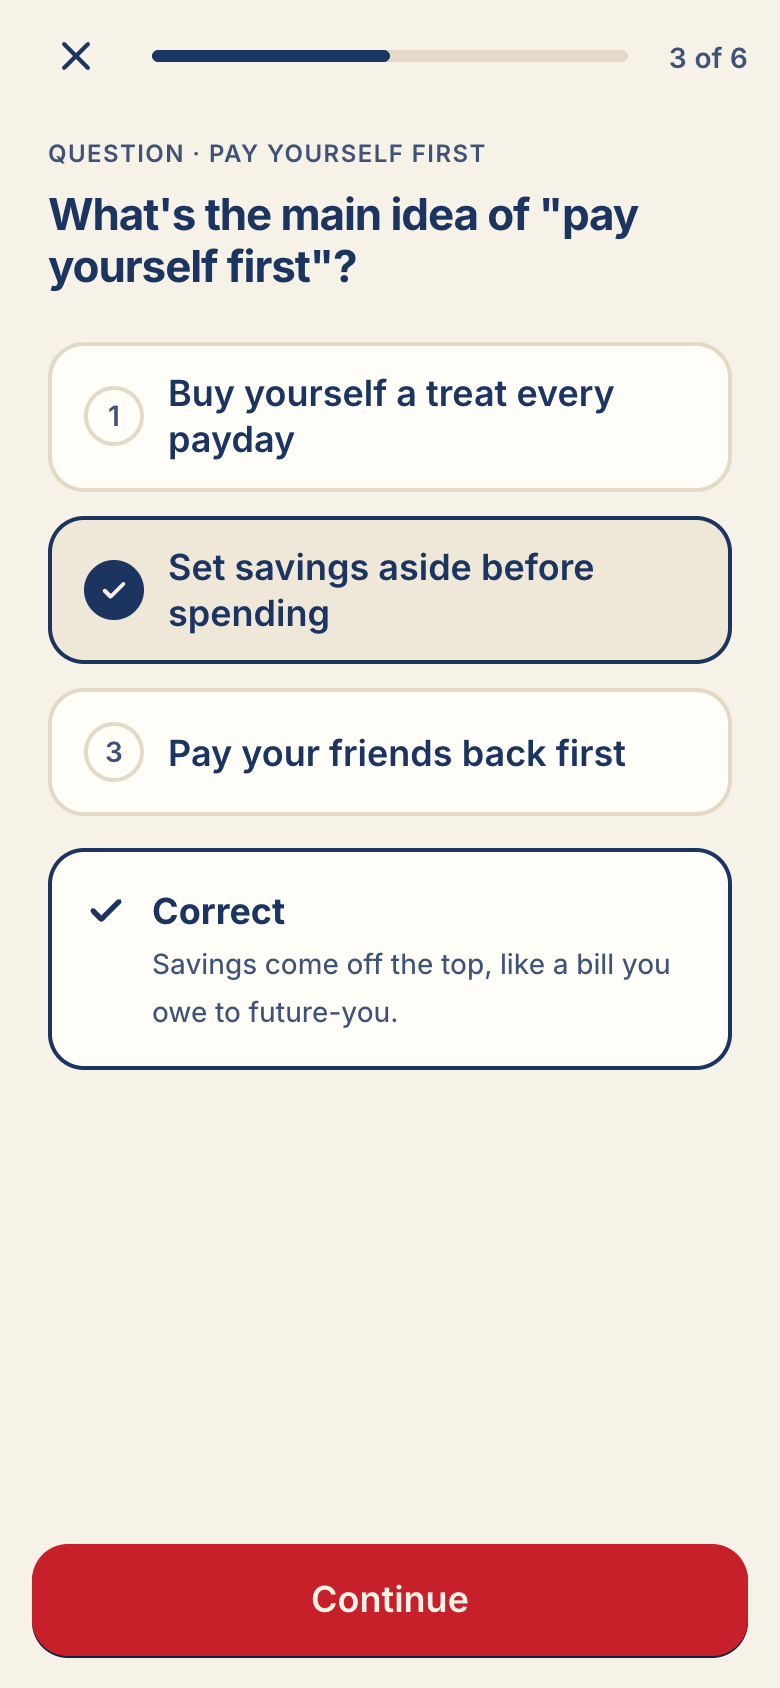 3 of 6
QUESTION · PAY YOURSELF FIRST
What's the main idea of "pay
yourself first"?
1
Buy yourself a treat every
payday
Set savings aside before
spending
3
Pay your friends back first
Correct
Savings come off the top, like a bill you
owe to future-you.
Continue